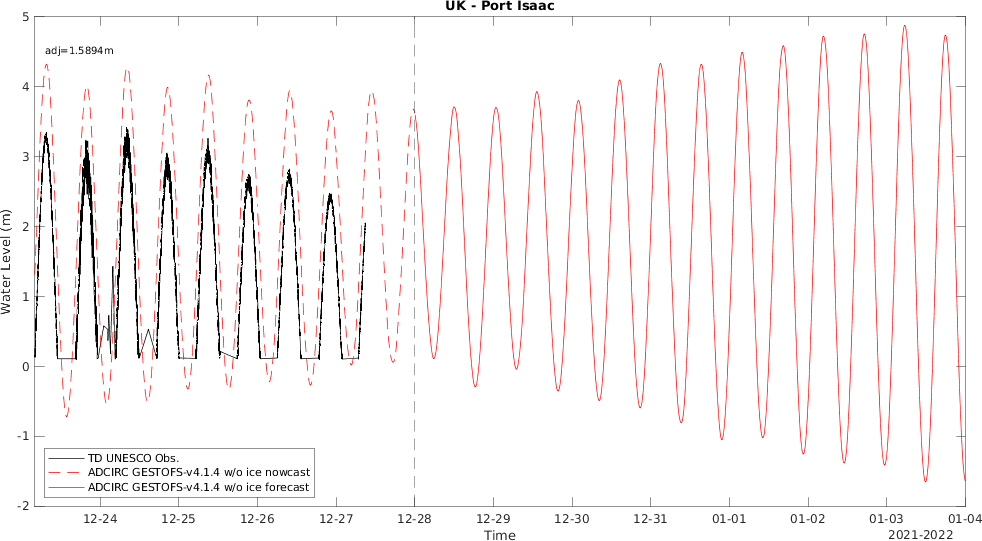 UK - Port Isaac
adj=1.5894m
Water Level (m)
5
4
3
2
1
0
-1
-2
TD UNESCO Obs.
ADCIRC GESTOFS-v4.1.4 w/o ice nowcast
ADCIRC GESTOFS-v4.1.4 w/o ice forecast
12-24 12-25 12-26 12-27 12-28 12-29 12-30 12-31 01-01 01-02 01-03 01-04
Time
2021-2022